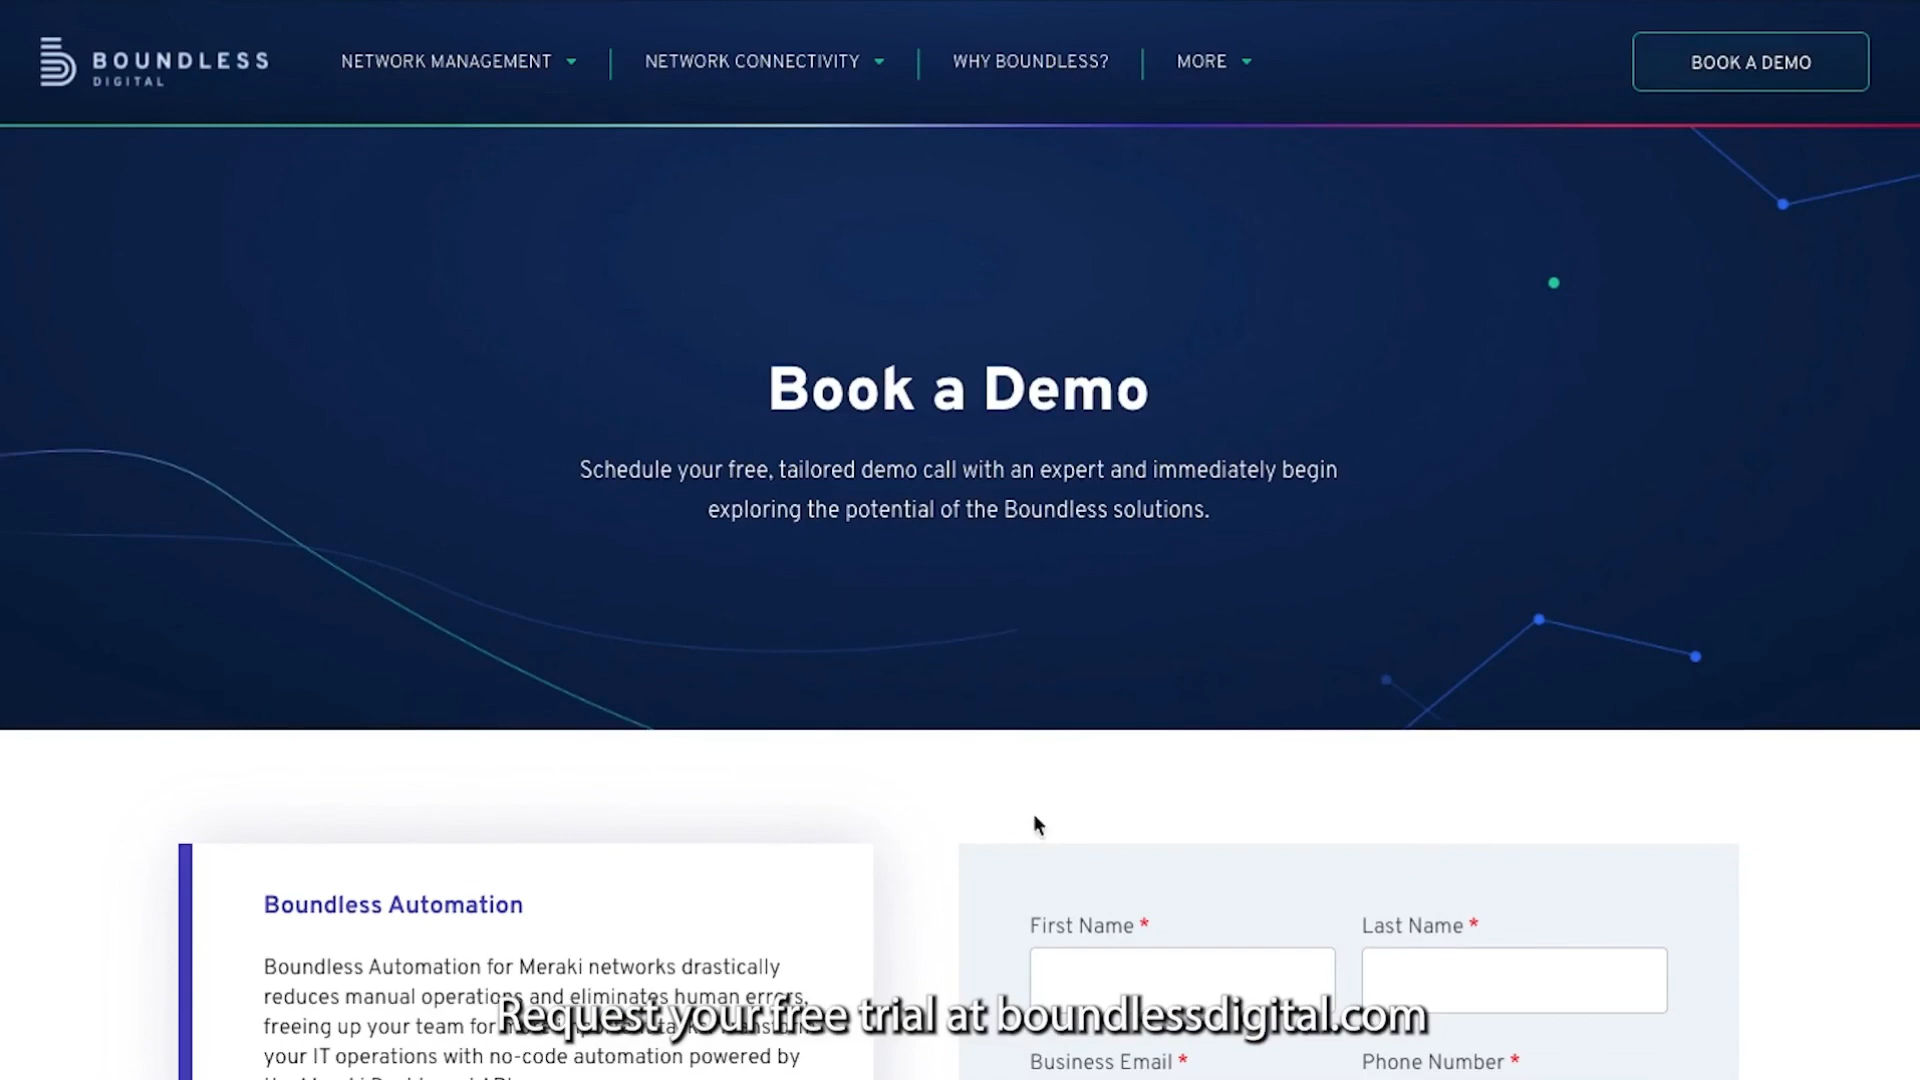 BOUNDLESS
DIGITAL
NETWORK MANAGEMENT
NETWORK CONNECTIVITY
WHY BOUNDLESS?
MORE
BOOK A DEMO
Book a Demo
Schedule your free, tailored demo call with an expert and immediately begin
exploring the potential of the Boundless solutions.
Boundless Automation
Boundless Automation for Meraki networks drastically
reduces manual operations and eliminates human errors,
freeing up your team for
your IT operations with no-code automation powered by
First Name *
Last Name *
Business Email *
Phone Number *
Request your free trial at boundlessdigital.com